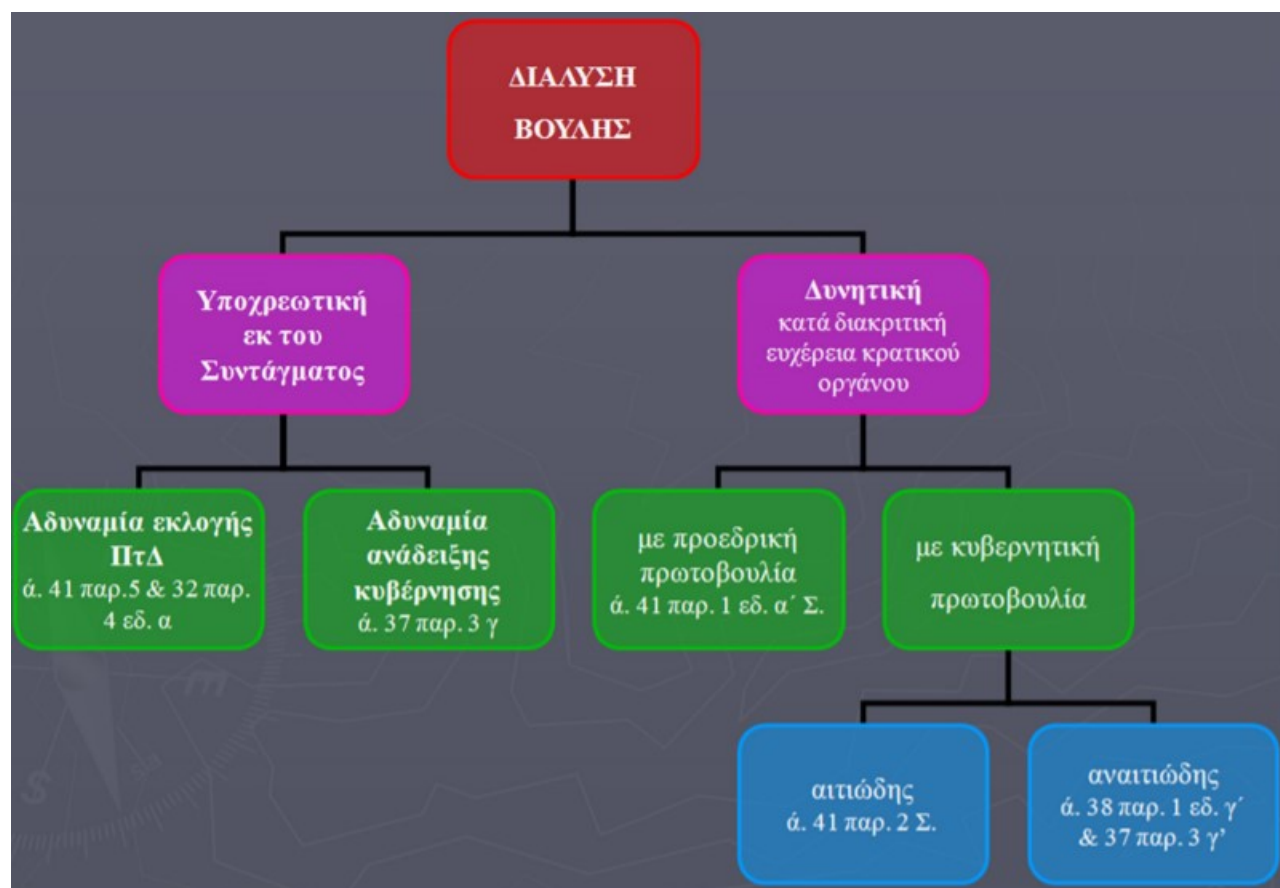 ΔΙΑΛΥΣΗ
ΒΟΥΛΗΣ
Υποχρεωτική
εκ του
Συντάγματος
Δυνητική
κατά διακριτική
ευχέρεια κρατικού
οργάνου
Αδυναμία εκλογής
ΠτΔ
ά. 41 παρ.5 & 32 παρ.
4 εδ. α
Αδυναμία
ανάδειξης
κυβέρνησης
ά. 37 παρ. 3 γ
με προεδρική
πρωτοβουλία
ά. 41 παρ. 1 εδ. α΄ Σ.
με κυβερνητική
πρωτοβουλία
αιτιώδης
ά. 41 παρ. 2 Σ.
αναιτιώδης
ά. 38 παρ. 1 εδ. γ΄
& 37 παρ. 3 γ’